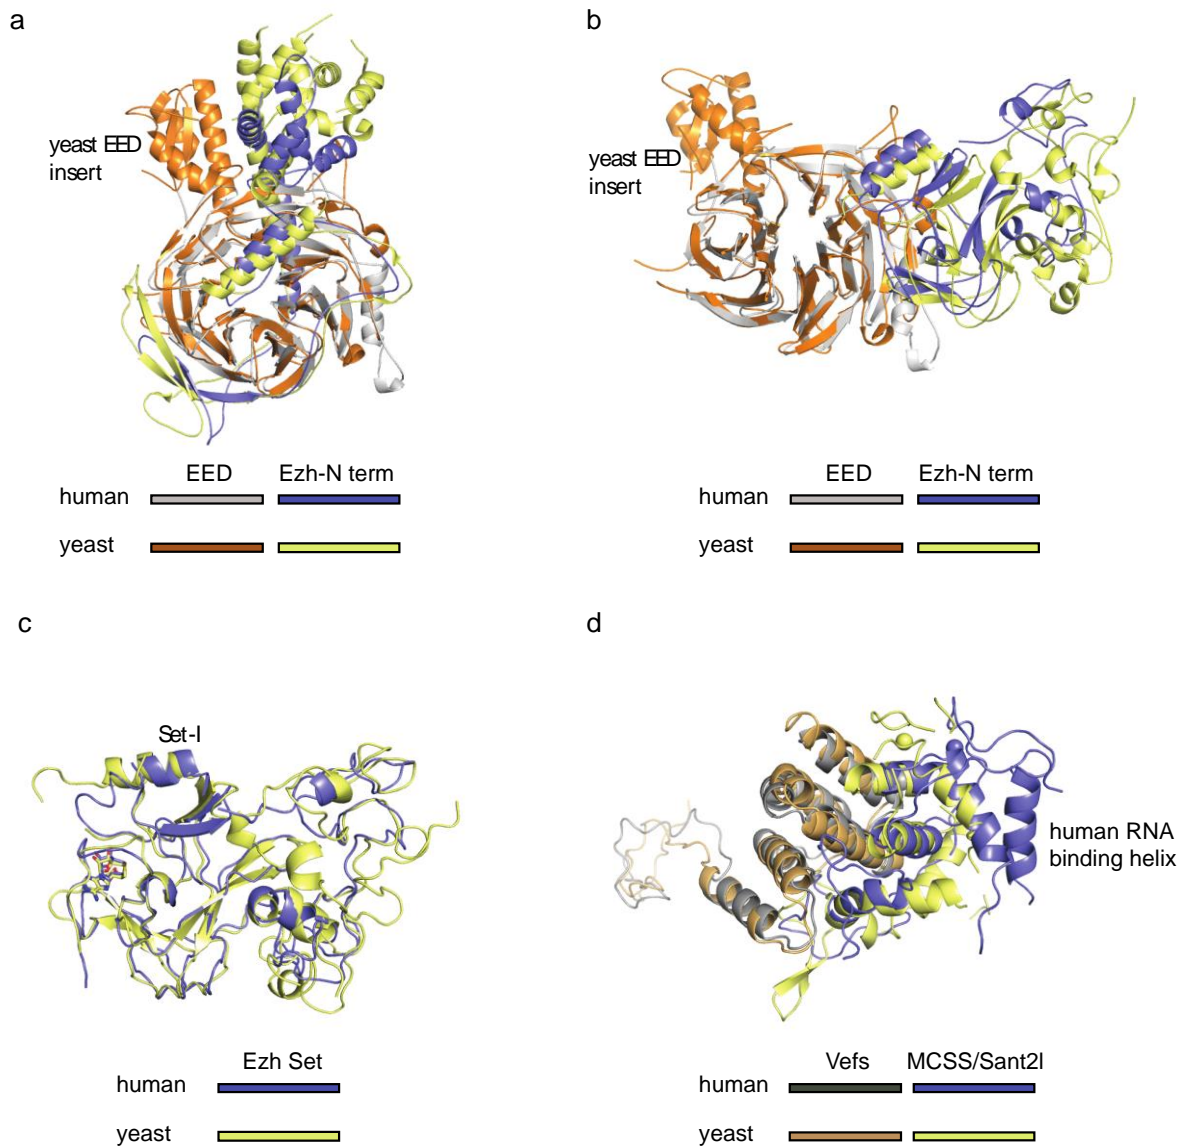 a
yeast EED
insert
EED Ezh-N term
human
yeast
b
yeast EED
insert
EED Ezh-N term
human
yeast
c
Set-I
Ezh Set
human
yeast
d
human RNA
binding helix
Vefs MCSS/Sant2l
human
yeast